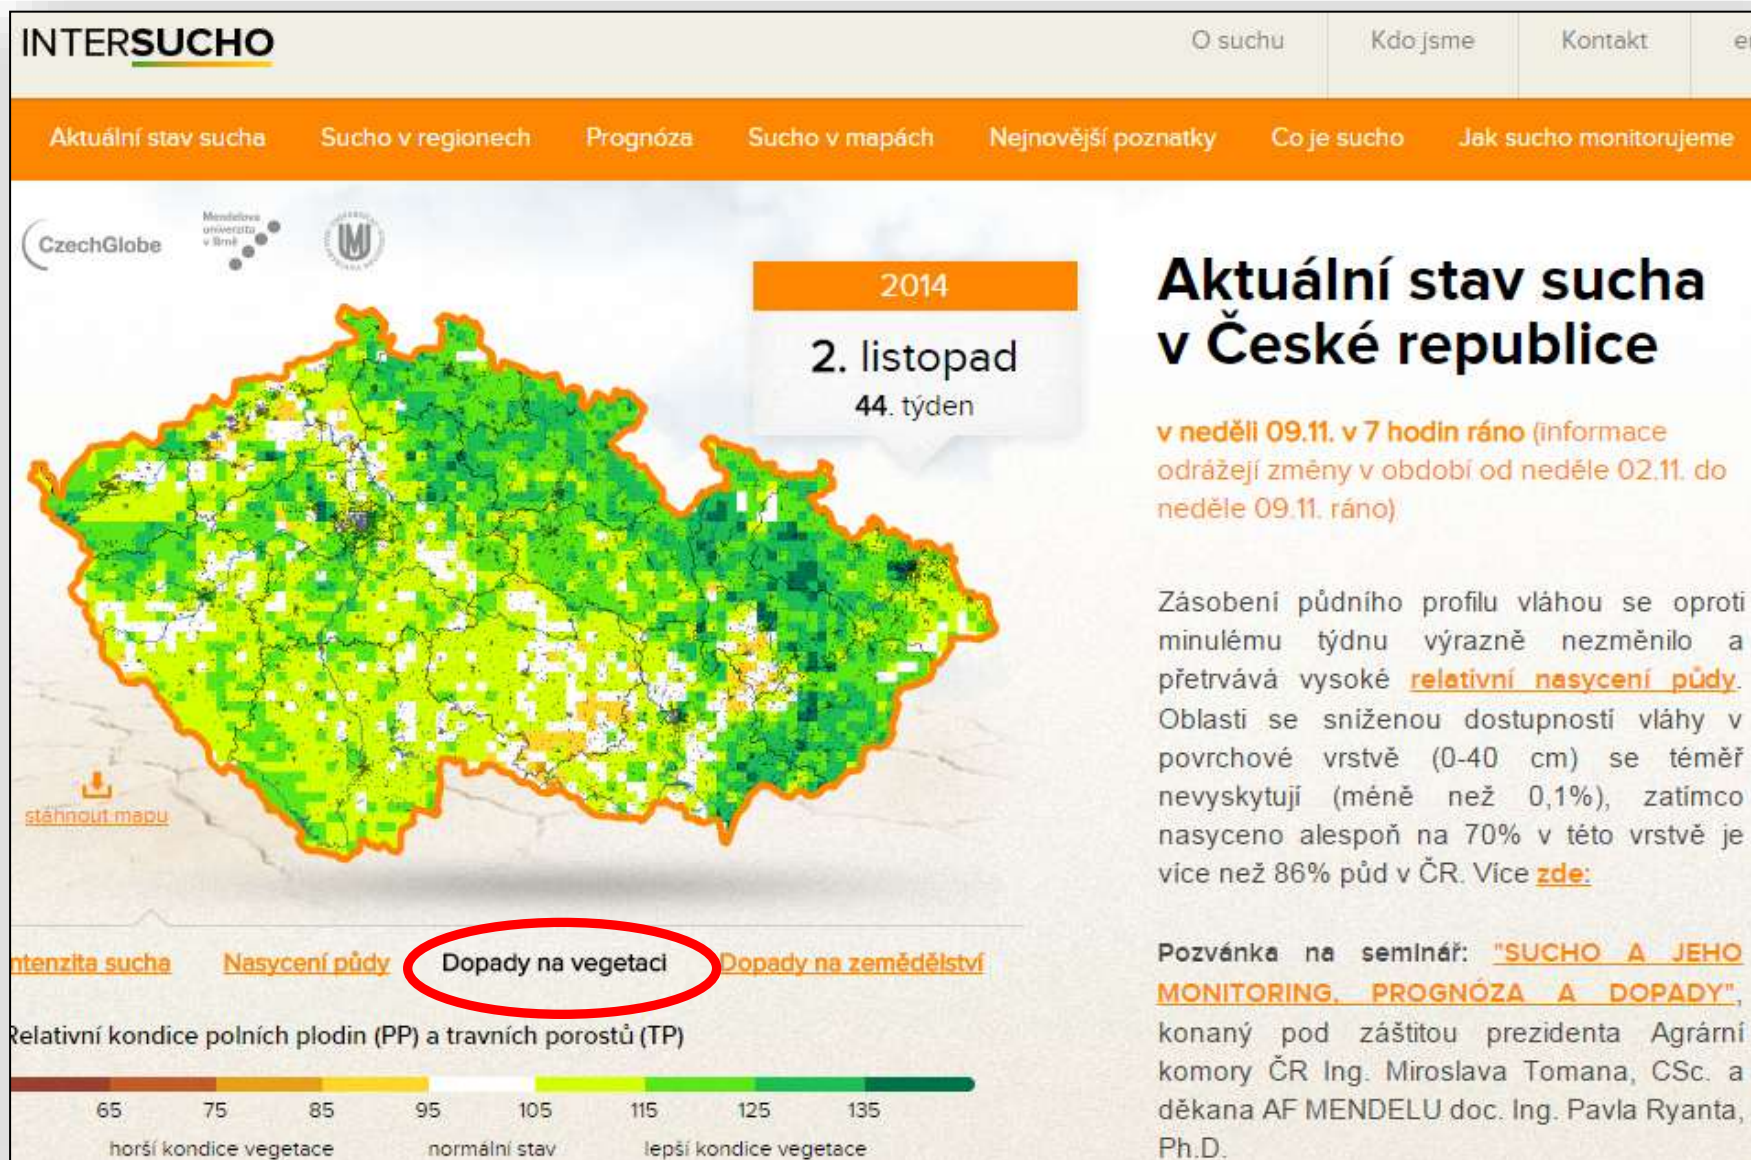 INTERSUCHO
O suchu Kdo jsme Kontakt
Aktuální stav sucha Sucho v regionech Prognóza Sucho v mapách Nejnovější poznatky Co je sucho Jak sucho monitorujeme
CzechGlobe
Mendelova
univerzita
v Brně
2014
2. listopad
44. týden
stáhnout mapu
Aktuální stav sucha
v České republice
v neděli 09.11. v 7 hodin ráno (informace
odrážejí změny v období od neděle 02.11. do
neděle 09.11. ráno)
Zásobení půdního profilu vláhou se oproti
minulému týdnu výrazně nezměnilo a
přetrvává vysoké relativní nasycení půdy.
Oblasti se sníženou dostupností vláhy v
povrchové vrstvě (0-40 cm) se téměř
nevyskytují (méně než 0,1%), zatímco
nasyceno alespoň na 70% v této vrstvě je
více než 86% půd v ČR. Více zde:
Pozvánka na seminář: "SUCHO A JEHO
MONITORING, PROGNÓZA A DOPADY",
konaný pod záštitou prezidenta Agrární
komory ČR Ing. Miroslava Tomana, CSc. a
děkana AF MENDELU doc. Ing. Pavla Ryanta,
Ph.D.
ntenzita sucha Nasycení půdy Dopady na vegetaci Dopady na zemědělství
Relativní kondice polních plodin (PP) a travních porostů (TP)
65 75 85 95 105 115 125 135
horší kondice vegetace normální stav lepší kondice vegetace